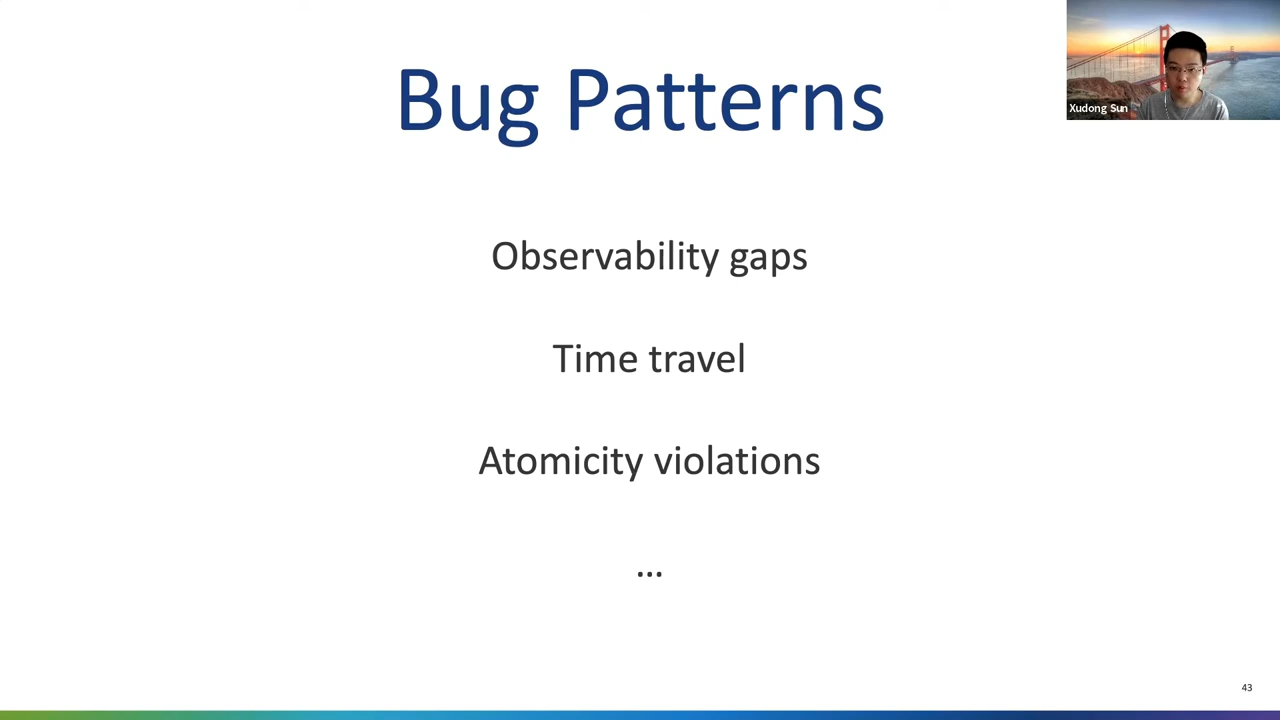 Bug Patterns
Xudong Sun
Observability gaps
Time travel
Atomicity violations
...
43